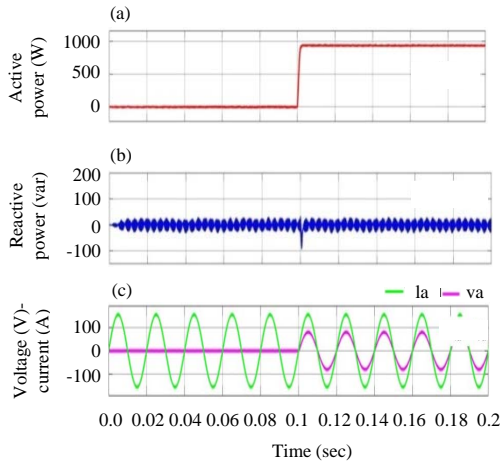 (a)
Active
power (W)
1000
500
0
(b)
Reactive
power (var)
200
100
0
-100
(c)
la va
Voltage (V)-
current (A)
100
0
-100
0.0 0.02 0.04 0.06 0.08 0.1 0.12 0.14 0.16 0.18 0.2
Time (sec)